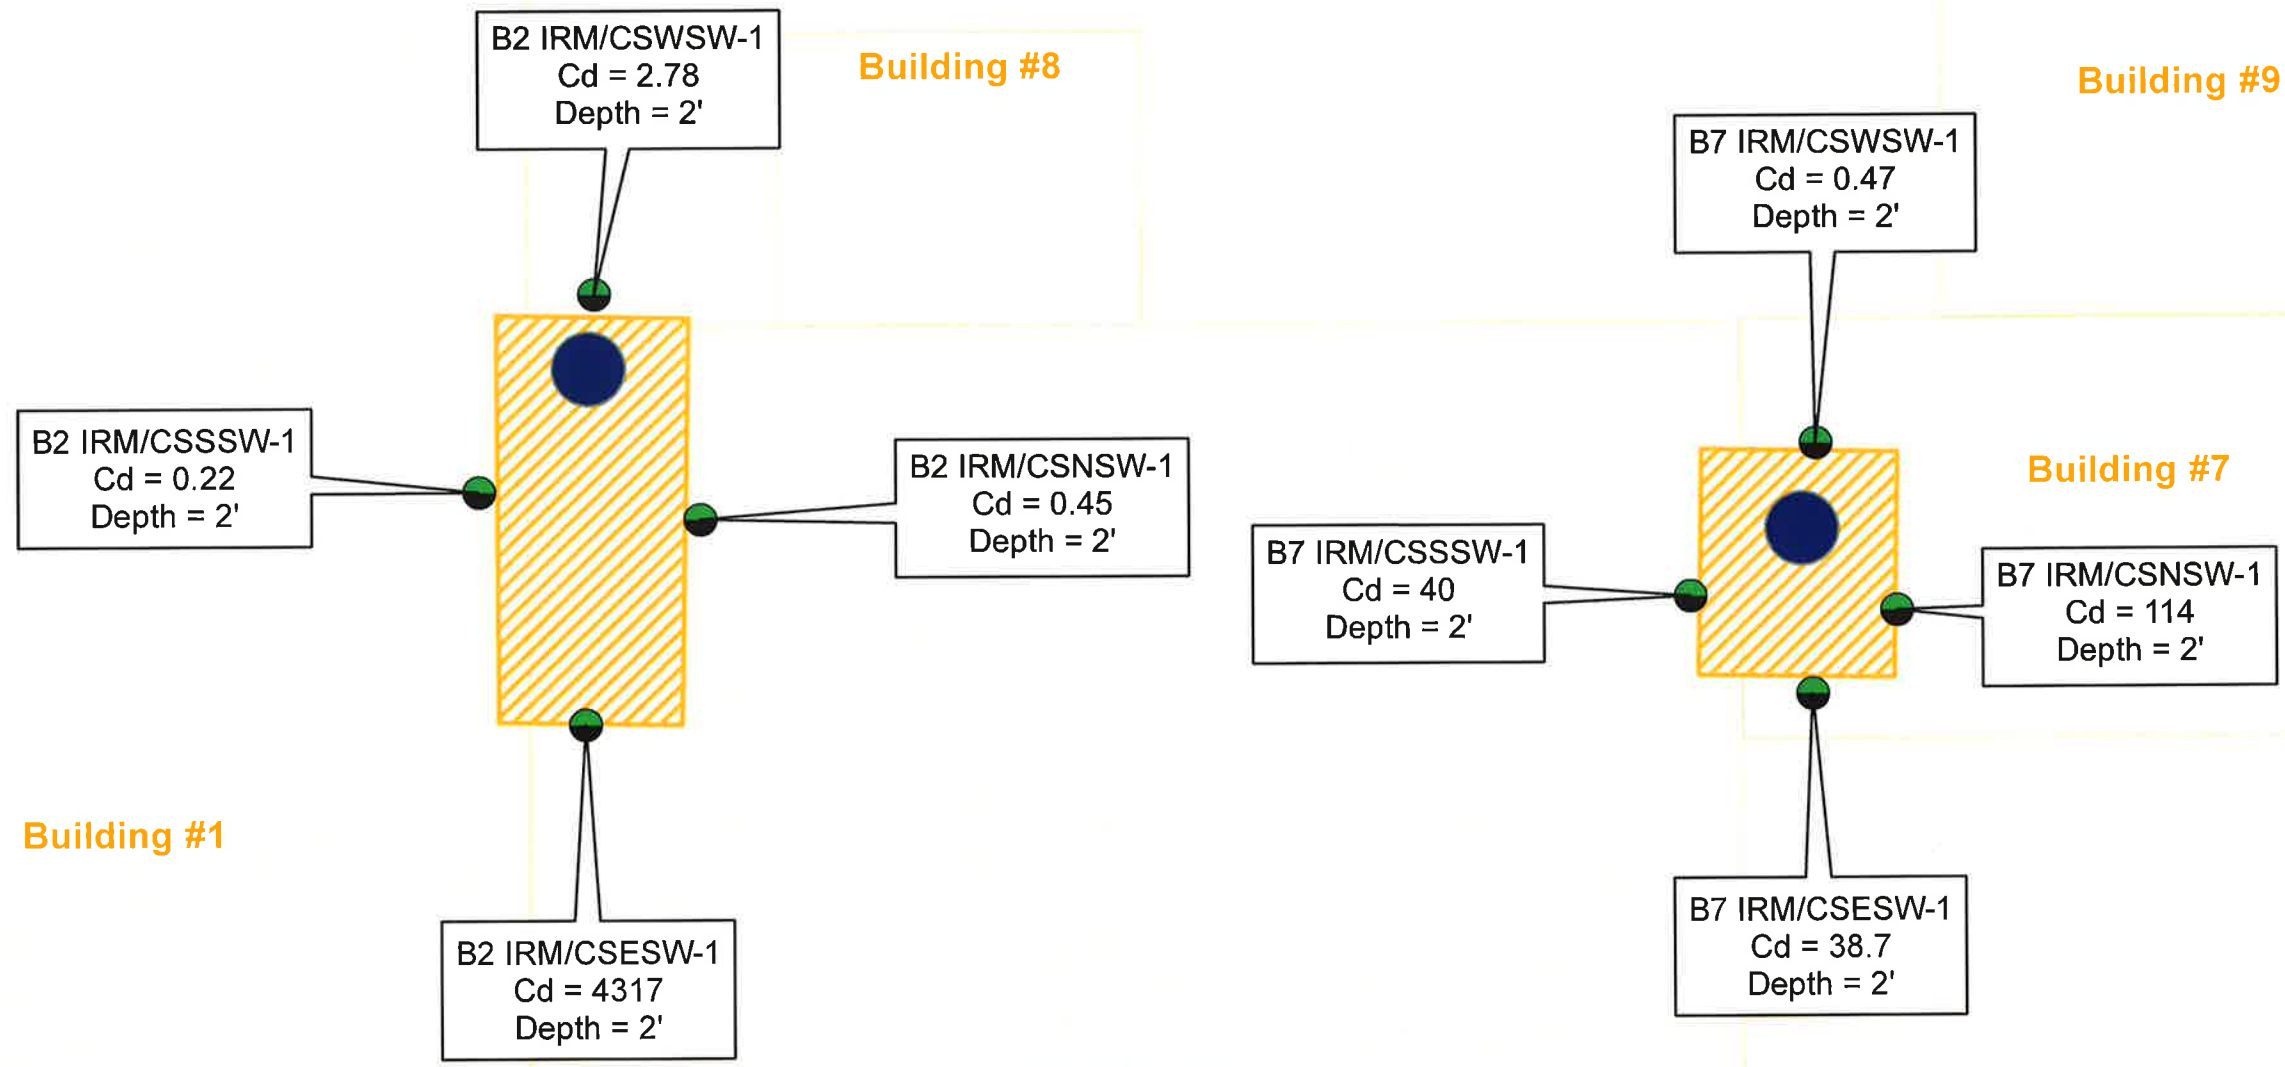 B2 IRM/CSWSW-1
Cd = 2.78
Depth = 2'
Building #8
Building #9
B7 IRM/CSWSW-1
Cd = 0.47
Depth = 2'
B2 IRM/CSSSW-1
Cd = 0.22
Depth = 2'
B2 IRM/CSNSW-1
Cd = 0.45
Depth = 2'
Building #7
B7 IRM/CSSSW-1
Cd = 40
Depth = 2'
B7 IRM/CSNSW-1
Cd = 114
Depth = 2'
Building #1
B2 IRM/CSESW-1
Cd = 4317
Depth = 2'
B7 IRM/CSESW-1
Cd = 38.7
Depth = 2'